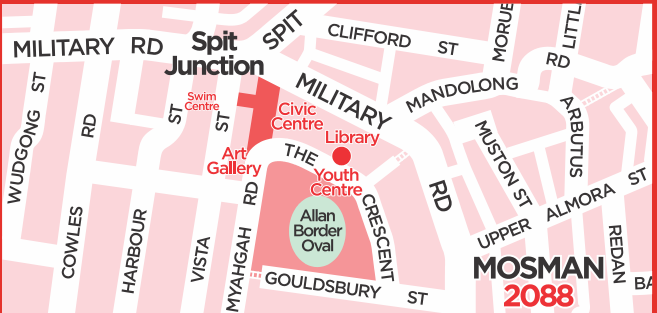 MILITARY RD
Spit
Junction
SPIT
CLIFFORD ST
MORUE
LITTL
RD
MANDOLONG
MILITARY
RD
WUDGONG ST
COWLES
RD
HARBOUR
ST
VISTA
ST
Swim
Centre
Civic
Centre
Library
Art
Gallery
THE
CRESCENT
Youth
Centre
MYAHGAH
RD
Allan
Border
Oval
GOULDSBURY ST
MUSTON ST
ARBUTUS
UPPER ALMORA ST
REDAN
BA
MOSMAN
2088